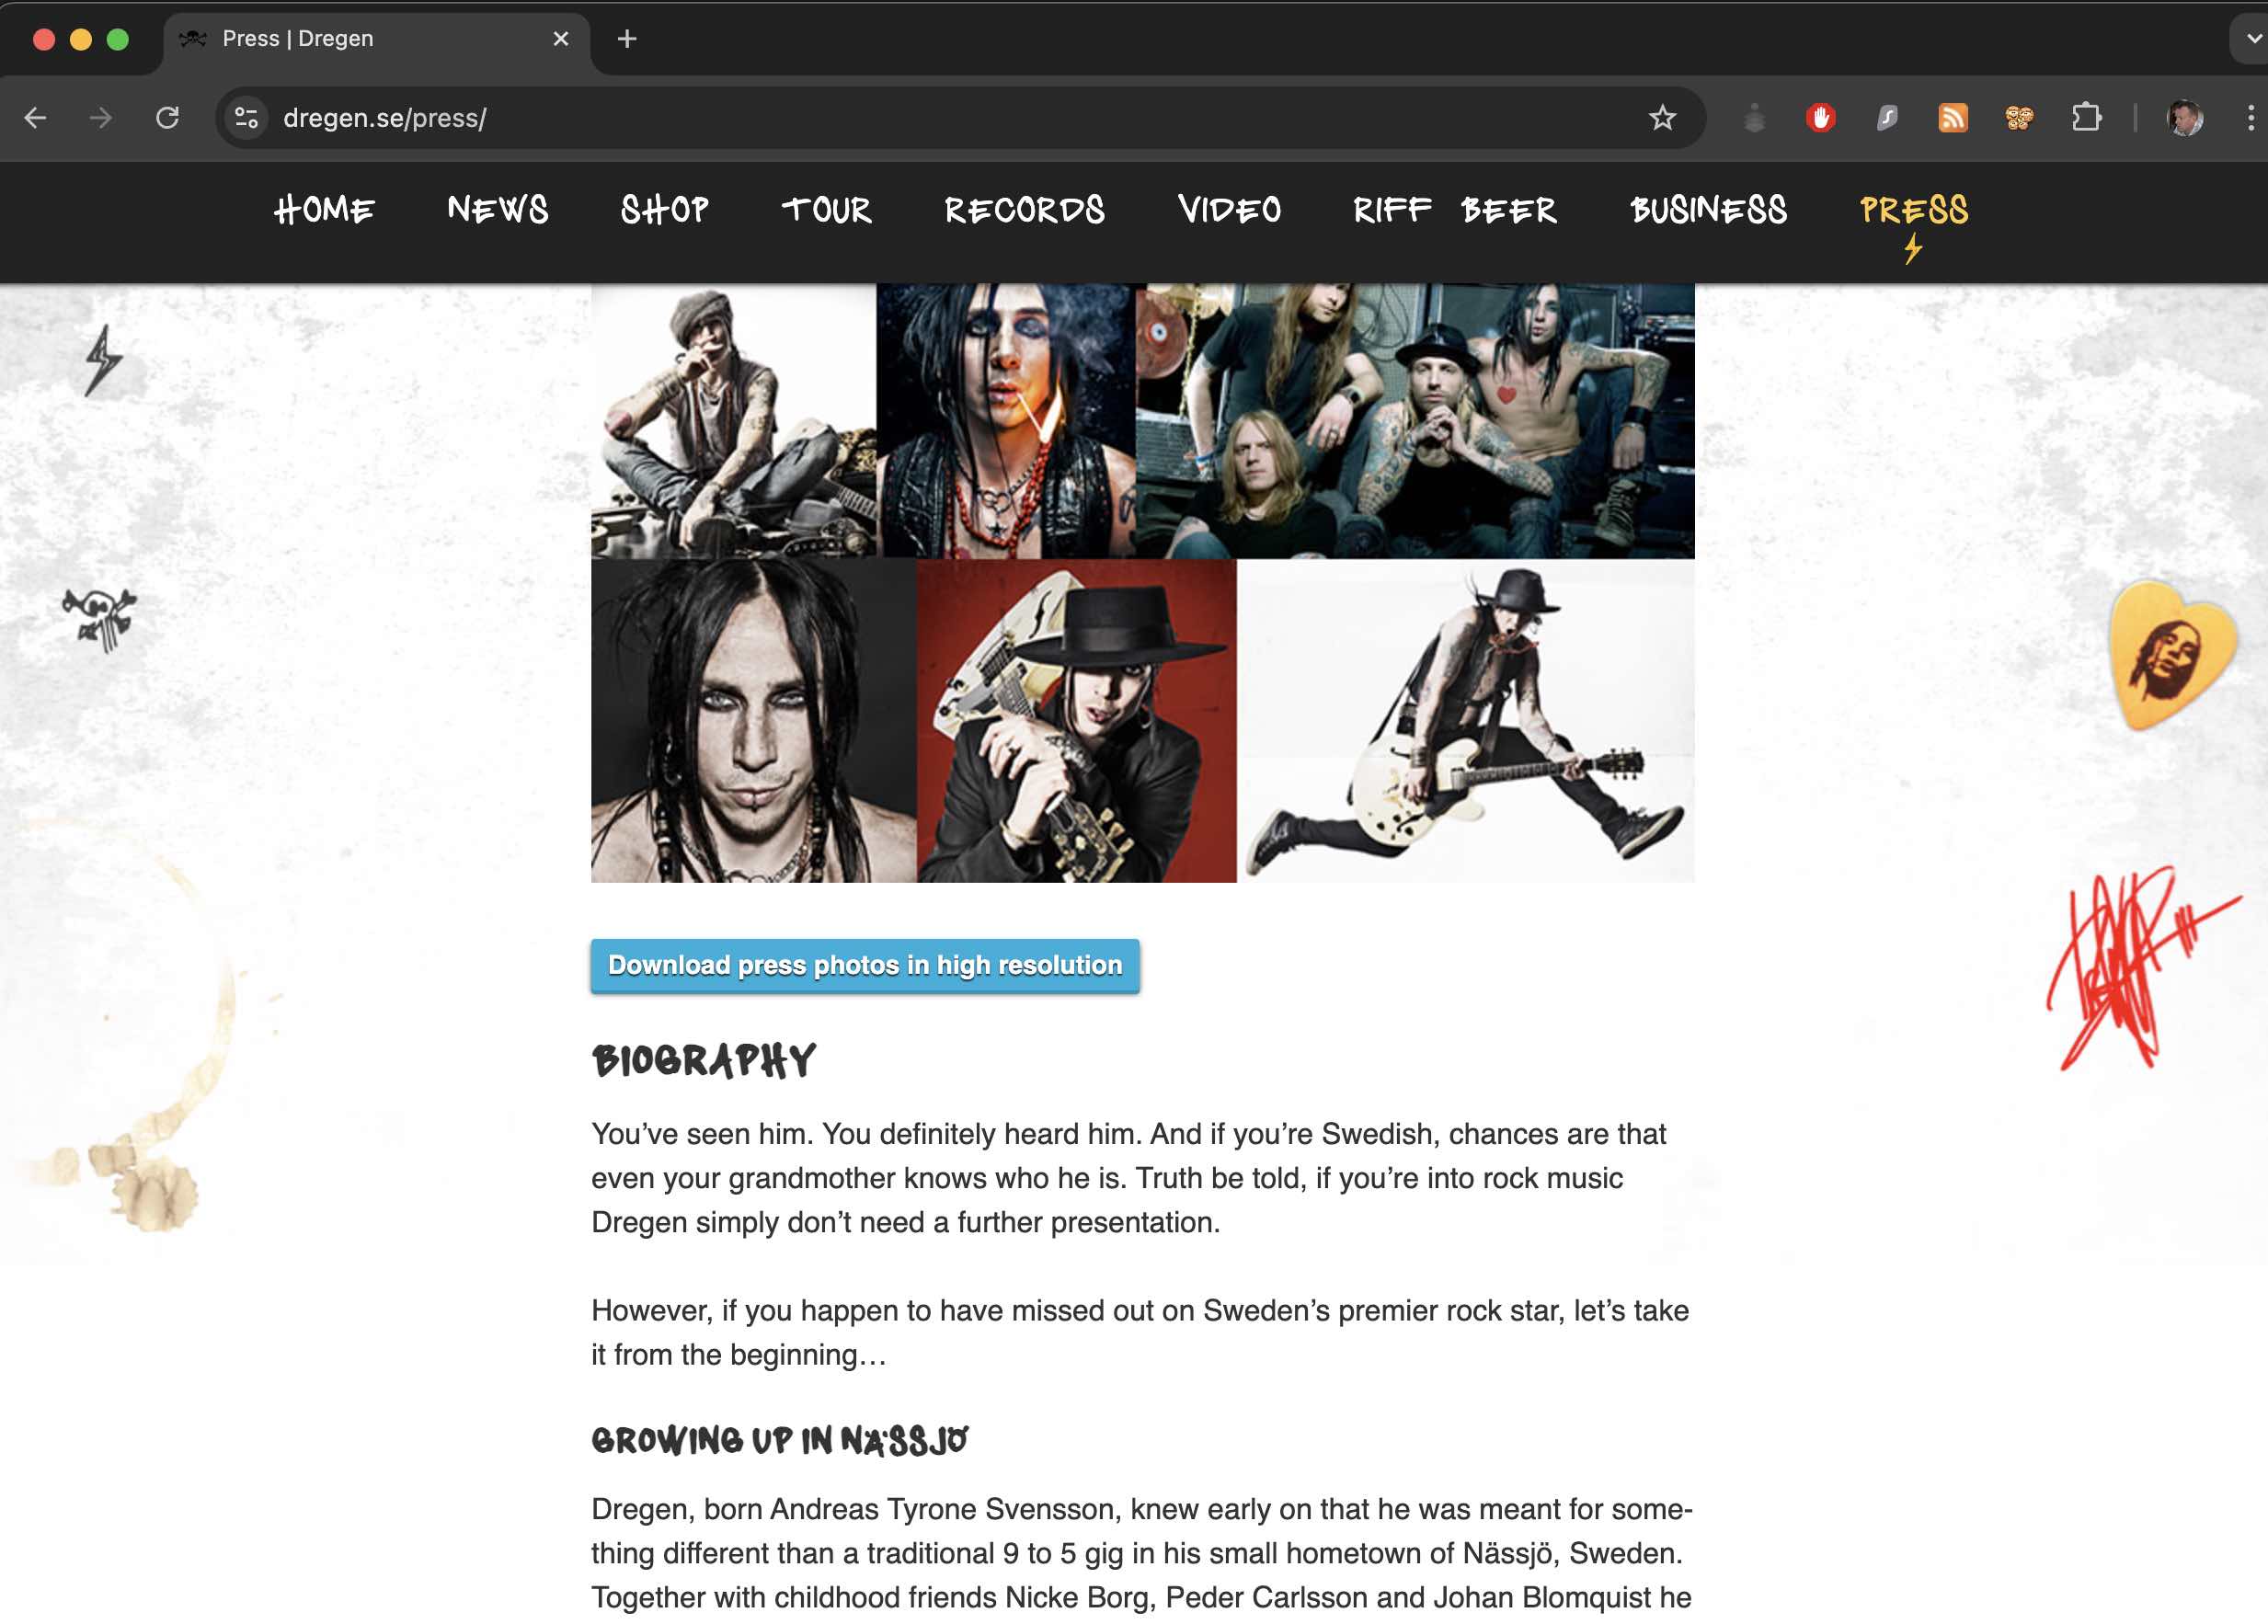 Press | Dregen
dregen.se/press/
HOME NEWS SHOP TOUR RECORDS VIDEO RIFF BEER BUSINESS PRESS
Download press photos in high resolution
BIOGRAPHY
You’ve seen him. You definitely heard him. And if you’re Swedish, chances are that
even your grandmother knows who he is. Truth be told, if you’re into rock music
Dregen simply don’t need a further presentation.
However, if you happen to have missed out on Sweden’s premier rock star, let’s take
it from the beginning…
GROWING UP IN NÄSSJÖ
Dregen, born Andreas Tyrone Svensson, knew early on that he was meant for some-
thing different than a traditional 9 to 5 gig in his small hometown of Nässjö, Sweden.
Together with childhood friends Nicke Borg, Peder Carlsson and Johan Blomquist he